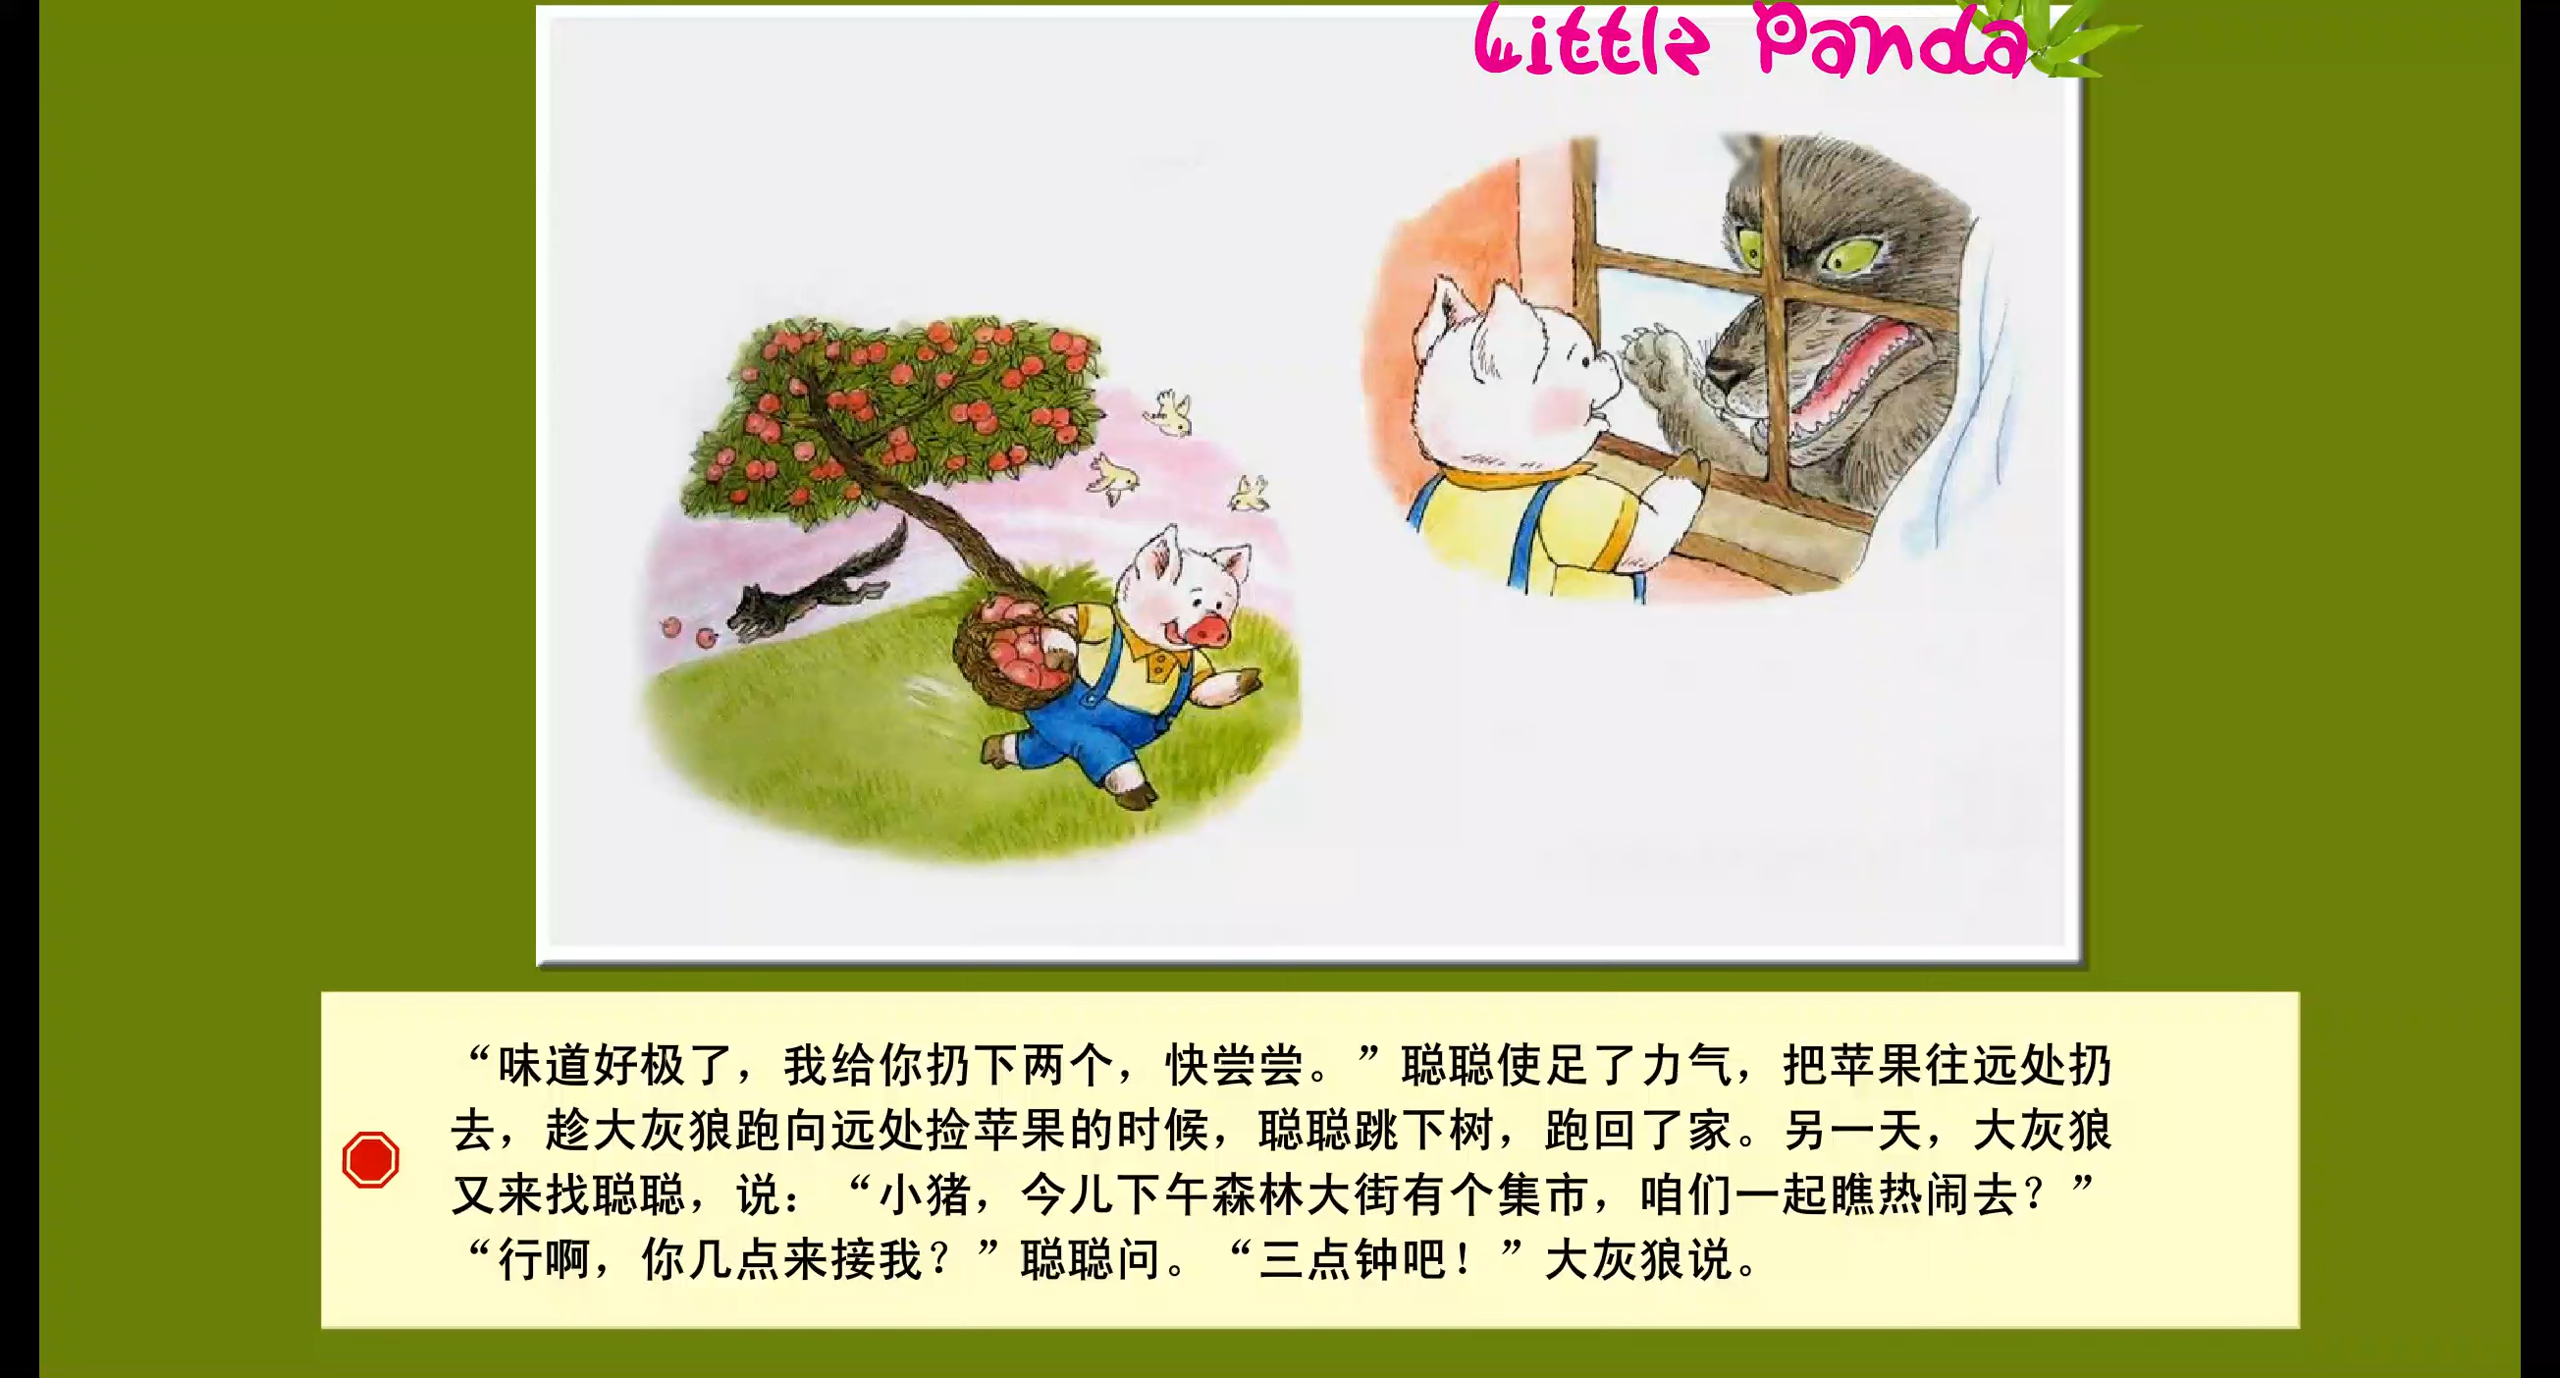 Little Panda
“味道好极了，我给你扔下两个，快尝尝。”聪聪使足了力气，把苹果往远处扔
去，趁大灰狼跑向远处捡苹果的时候，聪聪跳下树，跑回了家。另一天，大灰狼
又来找聪聪，说：“小猪，今儿下午森林大街有个集市，咱们一起瞧热闹去？”
“行啊，你几点来接我？”聪聪问。“三点钟吧！”大灰狼说。